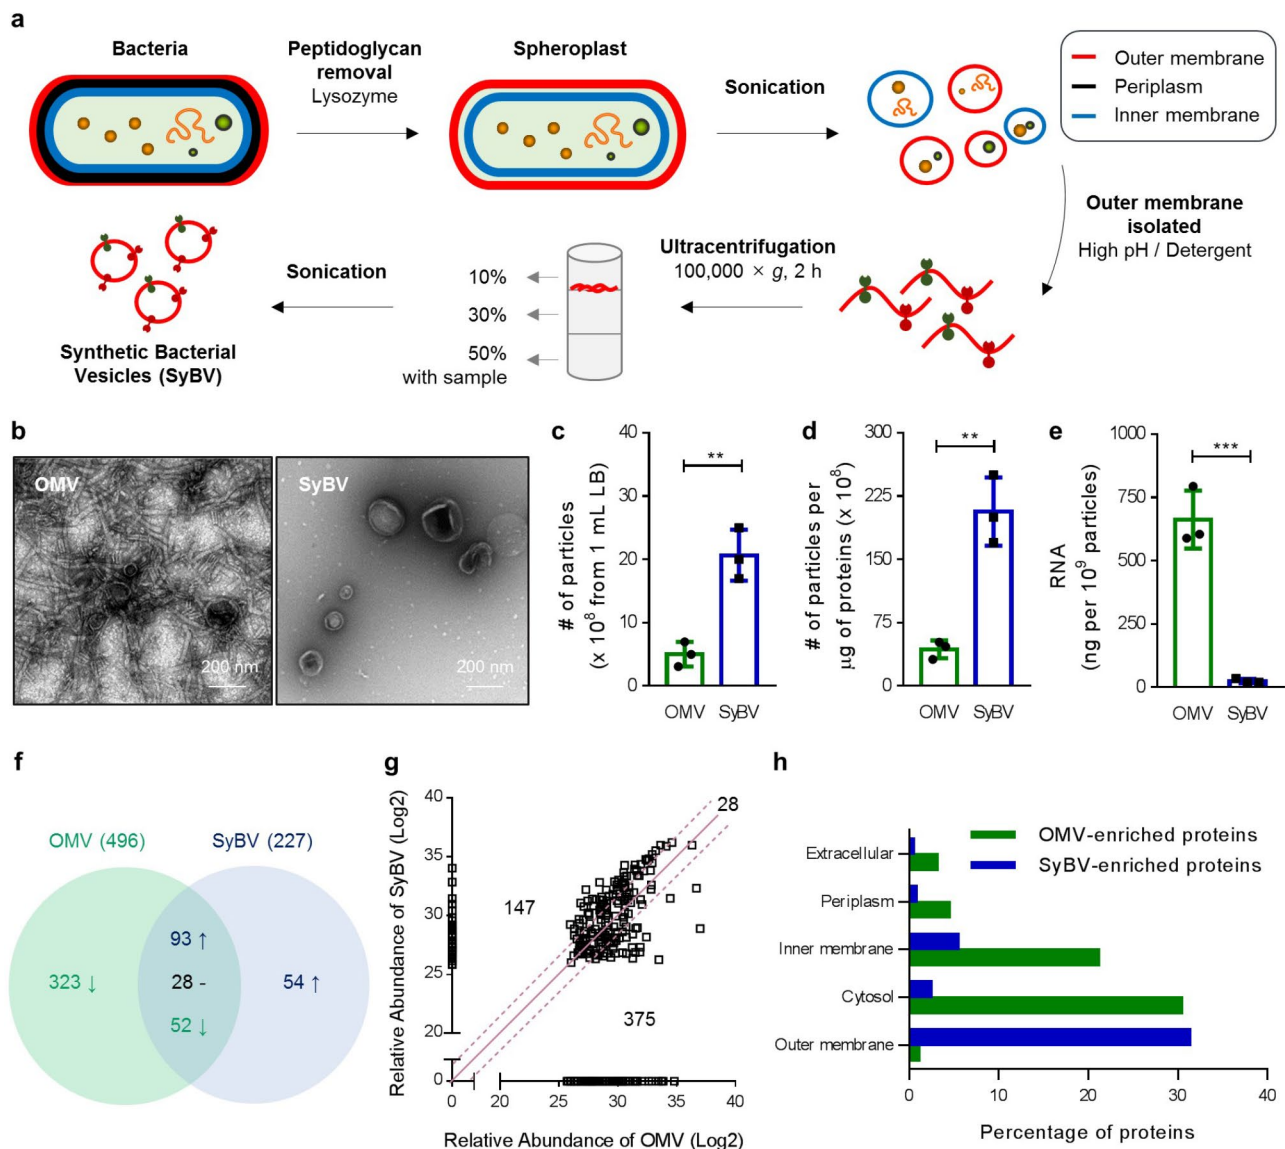 a
Bacteria
Peptidoglycan
removal
Lysozyme
Spheroplast
Sonication
Outer membrane
Periplasm
Inner membrane
Outer membrane
isolated
High pH / Detergent
Ultracentrifugation
100,000 × g, 2 h
10%
30%
50%
with sample
Sonication
Synthetic Bacterial
Vesicles (SyBV)
b
OMV
200 nm
SyBV
200 nm
c
# of particles
(x 10⁸ from 1 mL LB)
40
30
20
10
0
**
OMV
SyBV
d
# of particles per
μg of proteins (x 10⁸)
300
225
150
75
0
**
OMV
SyBV
e
RNA
(ng per 10⁹ particles)
1000
750
500
250
0
***
OMV
SyBV
f
OMV (496)
SyBV (227)
323 ↓
93 ↑
28 -
52 ↓
54 ↑
g
Relative Abundance of SyBV (Log2)
40
35
30
25
20
0
28
147
375
0
20
25
30
35
40
Relative Abundance of OMV (Log2)
h
OMV-enriched proteins
SyBV-enriched proteins
Extracellular
Periplasm
Inner membrane
Cytosol
Outer membrane
0
10
20
30
40
Percentage of proteins